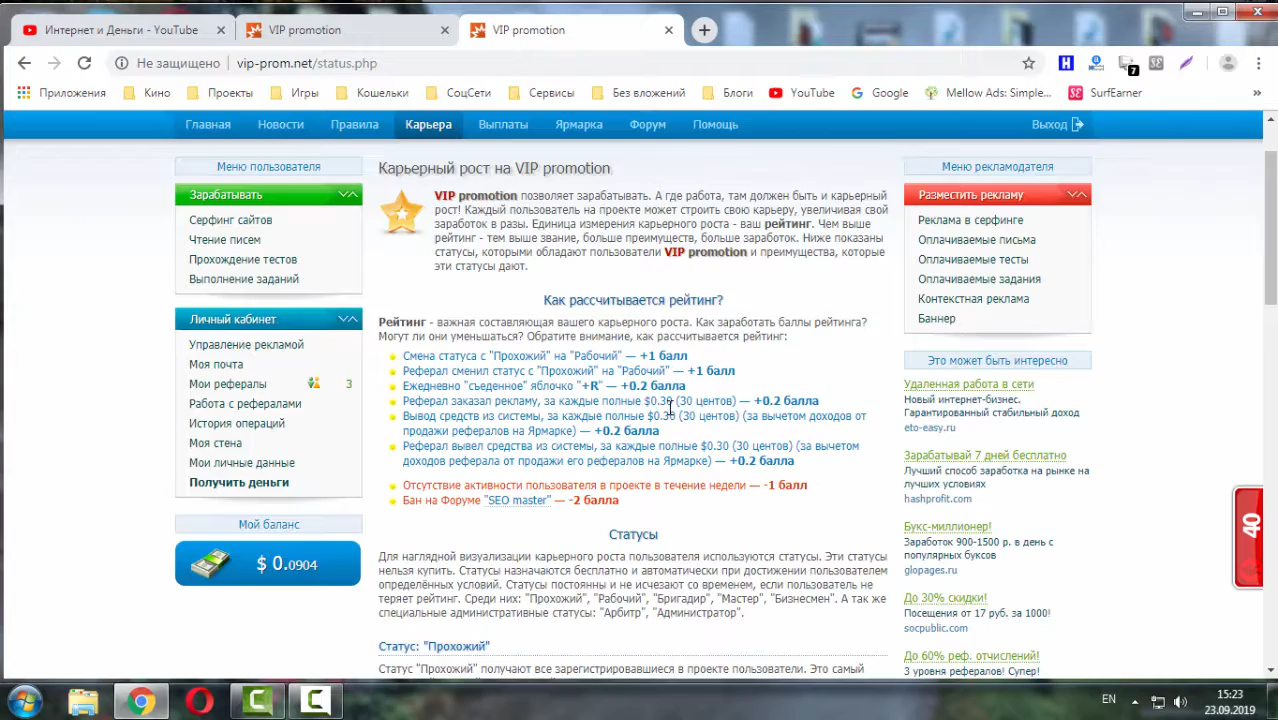 Интернет и Деньги - YouTube
VIP promotion
VIP promotion
Не защищено
vip-prom.net/status.php
7
Приложения
Кино
Проекты
Игры
Кошельки
СоцСети
Сервисы
Без вложений
Блоги
YouTube
Google
Mellow Ads: Simple...
SurfEarner
Главная
Новости
Правила
Карьера
Выплаты
Ярмарка
Форум
Помощь
Выход
Меню пользователя
Зарабатывать
Серфинг сайтов
Чтение писем
Прохождение тестов
Выполнение заданий
Личный кабинет
Управление рекламой
Моя почта
Мои рефералы 3
Работа с рефералами
История операций
Моя стена
Мои личные данные
Получить деньги
Мой баланс
$ 0.0904
Карьерный рост на VIP promotion
VIP promotion позволяет зарабатывать. А где работа, там должен быть и карьерный
рост! Каждый пользователь на проекте может строить свою карьеру, увеличивая свой
заработок в разы. Единица измерения карьерного роста - ваш рейтинг. Чем выше
рейтинг - тем выше звание, больше преимуществ, больше заработок. Ниже показаны
статусы, которыми обладают пользователи VIP promotion и преимущества, которые
эти статусы дают.
Как рассчитывается рейтинг?
Рейтинг - важная составляющая вашего карьерного роста. Как заработать баллы рейтинга?
Могут ли они уменьшаться? Обратите внимание, как рассчитывается рейтинг:
Смена статуса с "Прохожий" на "Рабочий" — +1 балл
Реферал сменил статус с "Прохожий" на "Рабочий" — +1 балл
Ежедневно "съеденное" яблочко "+R" — +0.2 балла
Реферал заказал рекламу, за каждые полные $0.30 (30 центов) — +0.2 балла
Вывод средств из системы, за каждые полные $0.30 (30 центов) (за вычетом доходов от
продажи рефералов на Ярмарке) — +0.2 балла
Реферал вывел средства из системы, за каждые полные $0.30 (30 центов) (за вычетом
доходов реферала от продажи его рефералов на Ярмарке) — +0.2 балла
Отсутствие активности пользователя в проекте в течение недели — -1 балл
Бан на Форуме "SEO master" — -2 балла
Статусы
Для наглядной визуализации карьерного роста пользователя используются статусы. Эти статусы
нельзя купить. Статусы назначаются бесплатно и автоматически при достижении пользователем
определённых условий. Статусы постоянны и не исчезают со временем, если пользователь не
теряет рейтинг. Среди них: "Прохожий", "Рабочий", "Бригадир", "Мастер", "Бизнесмен". А так же
специальные административные статусы: "Арбитр", "Администратор".
Статус: "Прохожий"
Статус "Прохожий" получают все зарегистрировавшиеся в проекте пользователи. Это самый
Меню рекламодателя
Разместить рекламу
Реклама в серфинге
Оплачиваемые письма
Оплачиваемые тесты
Оплачиваемые задания
Контекстная реклама
Баннер
Это может быть интересно
Удаленная работа в сети
Новый интернет-бизнес.
Гарантированный стабильный доход
eto-easy.ru
Зарабатывай 7 дней бесплатно
Лучший способ заработка на рынке на
лучших условиях
hashprofit.com
Букс-миллионер!
Заработок 900-1500 р. в день с
популярных буксов
glopages.ru
До 30% скидки!
Посещения от 17 руб. за 1000!
socpublic.com
До 60% реф. отчислений!
3 уровня рефералов! Супер!
40
EN
15:23
23.09.2019